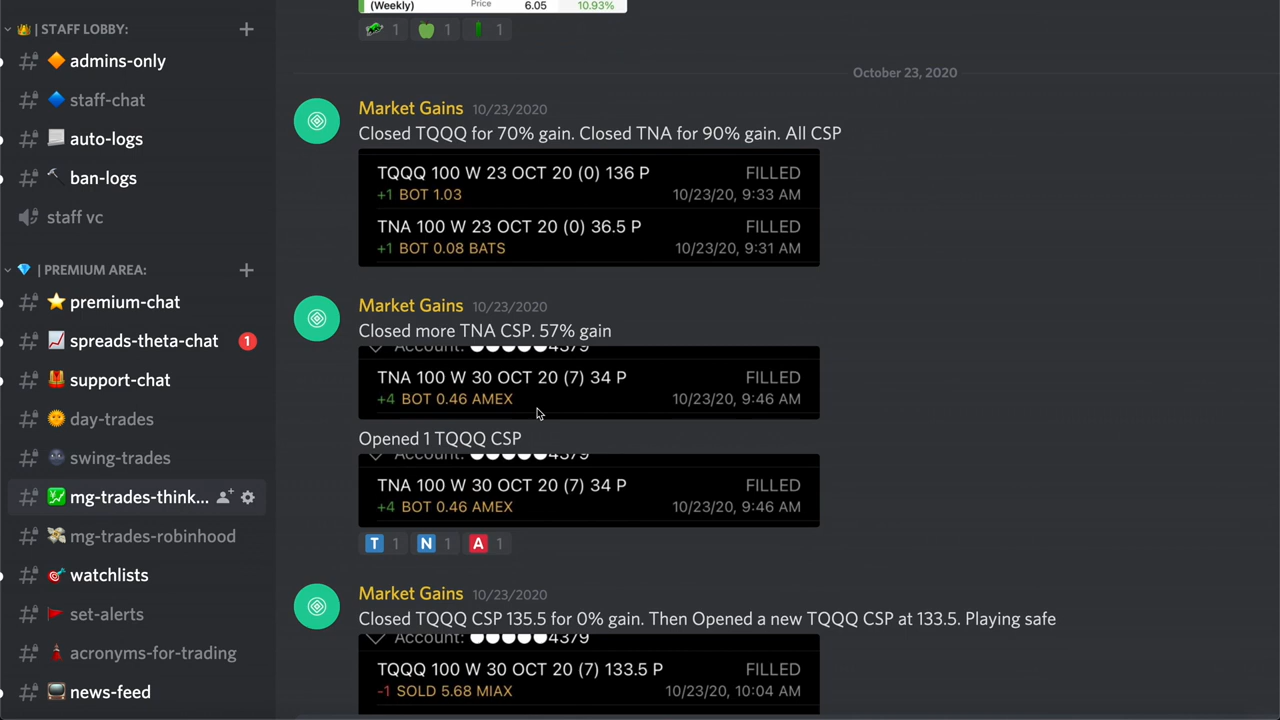 | STAFF LOBBY:
admins-only
staff-chat
auto-logs
ban-logs
staff vc
| PREMIUM AREA:
premium-chat
spreads-theta-chat 1
support-chat
day-trades
swing-trades
mg-trades-think...
mg-trades-robinhood
watchlists
set-alerts
acronyms-for-trading
news-feed
(Weekly) Price 6.05 10.93%
1 1 1
October 23, 2020
Market Gains 10/23/2020
Closed TQQQ for 70% gain. Closed TNA for 90% gain. All CSP
TQQQ 100 W 23 OCT 20 (0) 136 P FILLED
+1 BOT 1.03 10/23/20, 9:33 AM
TNA 100 W 23 OCT 20 (0) 36.5 P FILLED
+1 BOT 0.08 BATS 10/23/20, 9:31 AM
Market Gains 10/23/2020
Closed more TNA CSP. 57% gain
Account: ●●●●●4379
TNA 100 W 30 OCT 20 (7) 34 P FILLED
+4 BOT 0.46 AMEX 10/23/20, 9:46 AM
Opened 1 TQQQ CSP
Account: ●●●●●4379
TNA 100 W 30 OCT 20 (7) 34 P FILLED
+4 BOT 0.46 AMEX 10/23/20, 9:46 AM
T 1 N 1 A 1
Market Gains 10/23/2020
Closed TQQQ CSP 135.5 for 0% gain. Then Opened a new TQQQ CSP at 133.5. Playing safe
Account: ●●●●●4379
TQQQ 100 W 30 OCT 20 (7) 133.5 P FILLED
-1 SOLD 5.68 MIAX 10/23/20, 10:04 AM